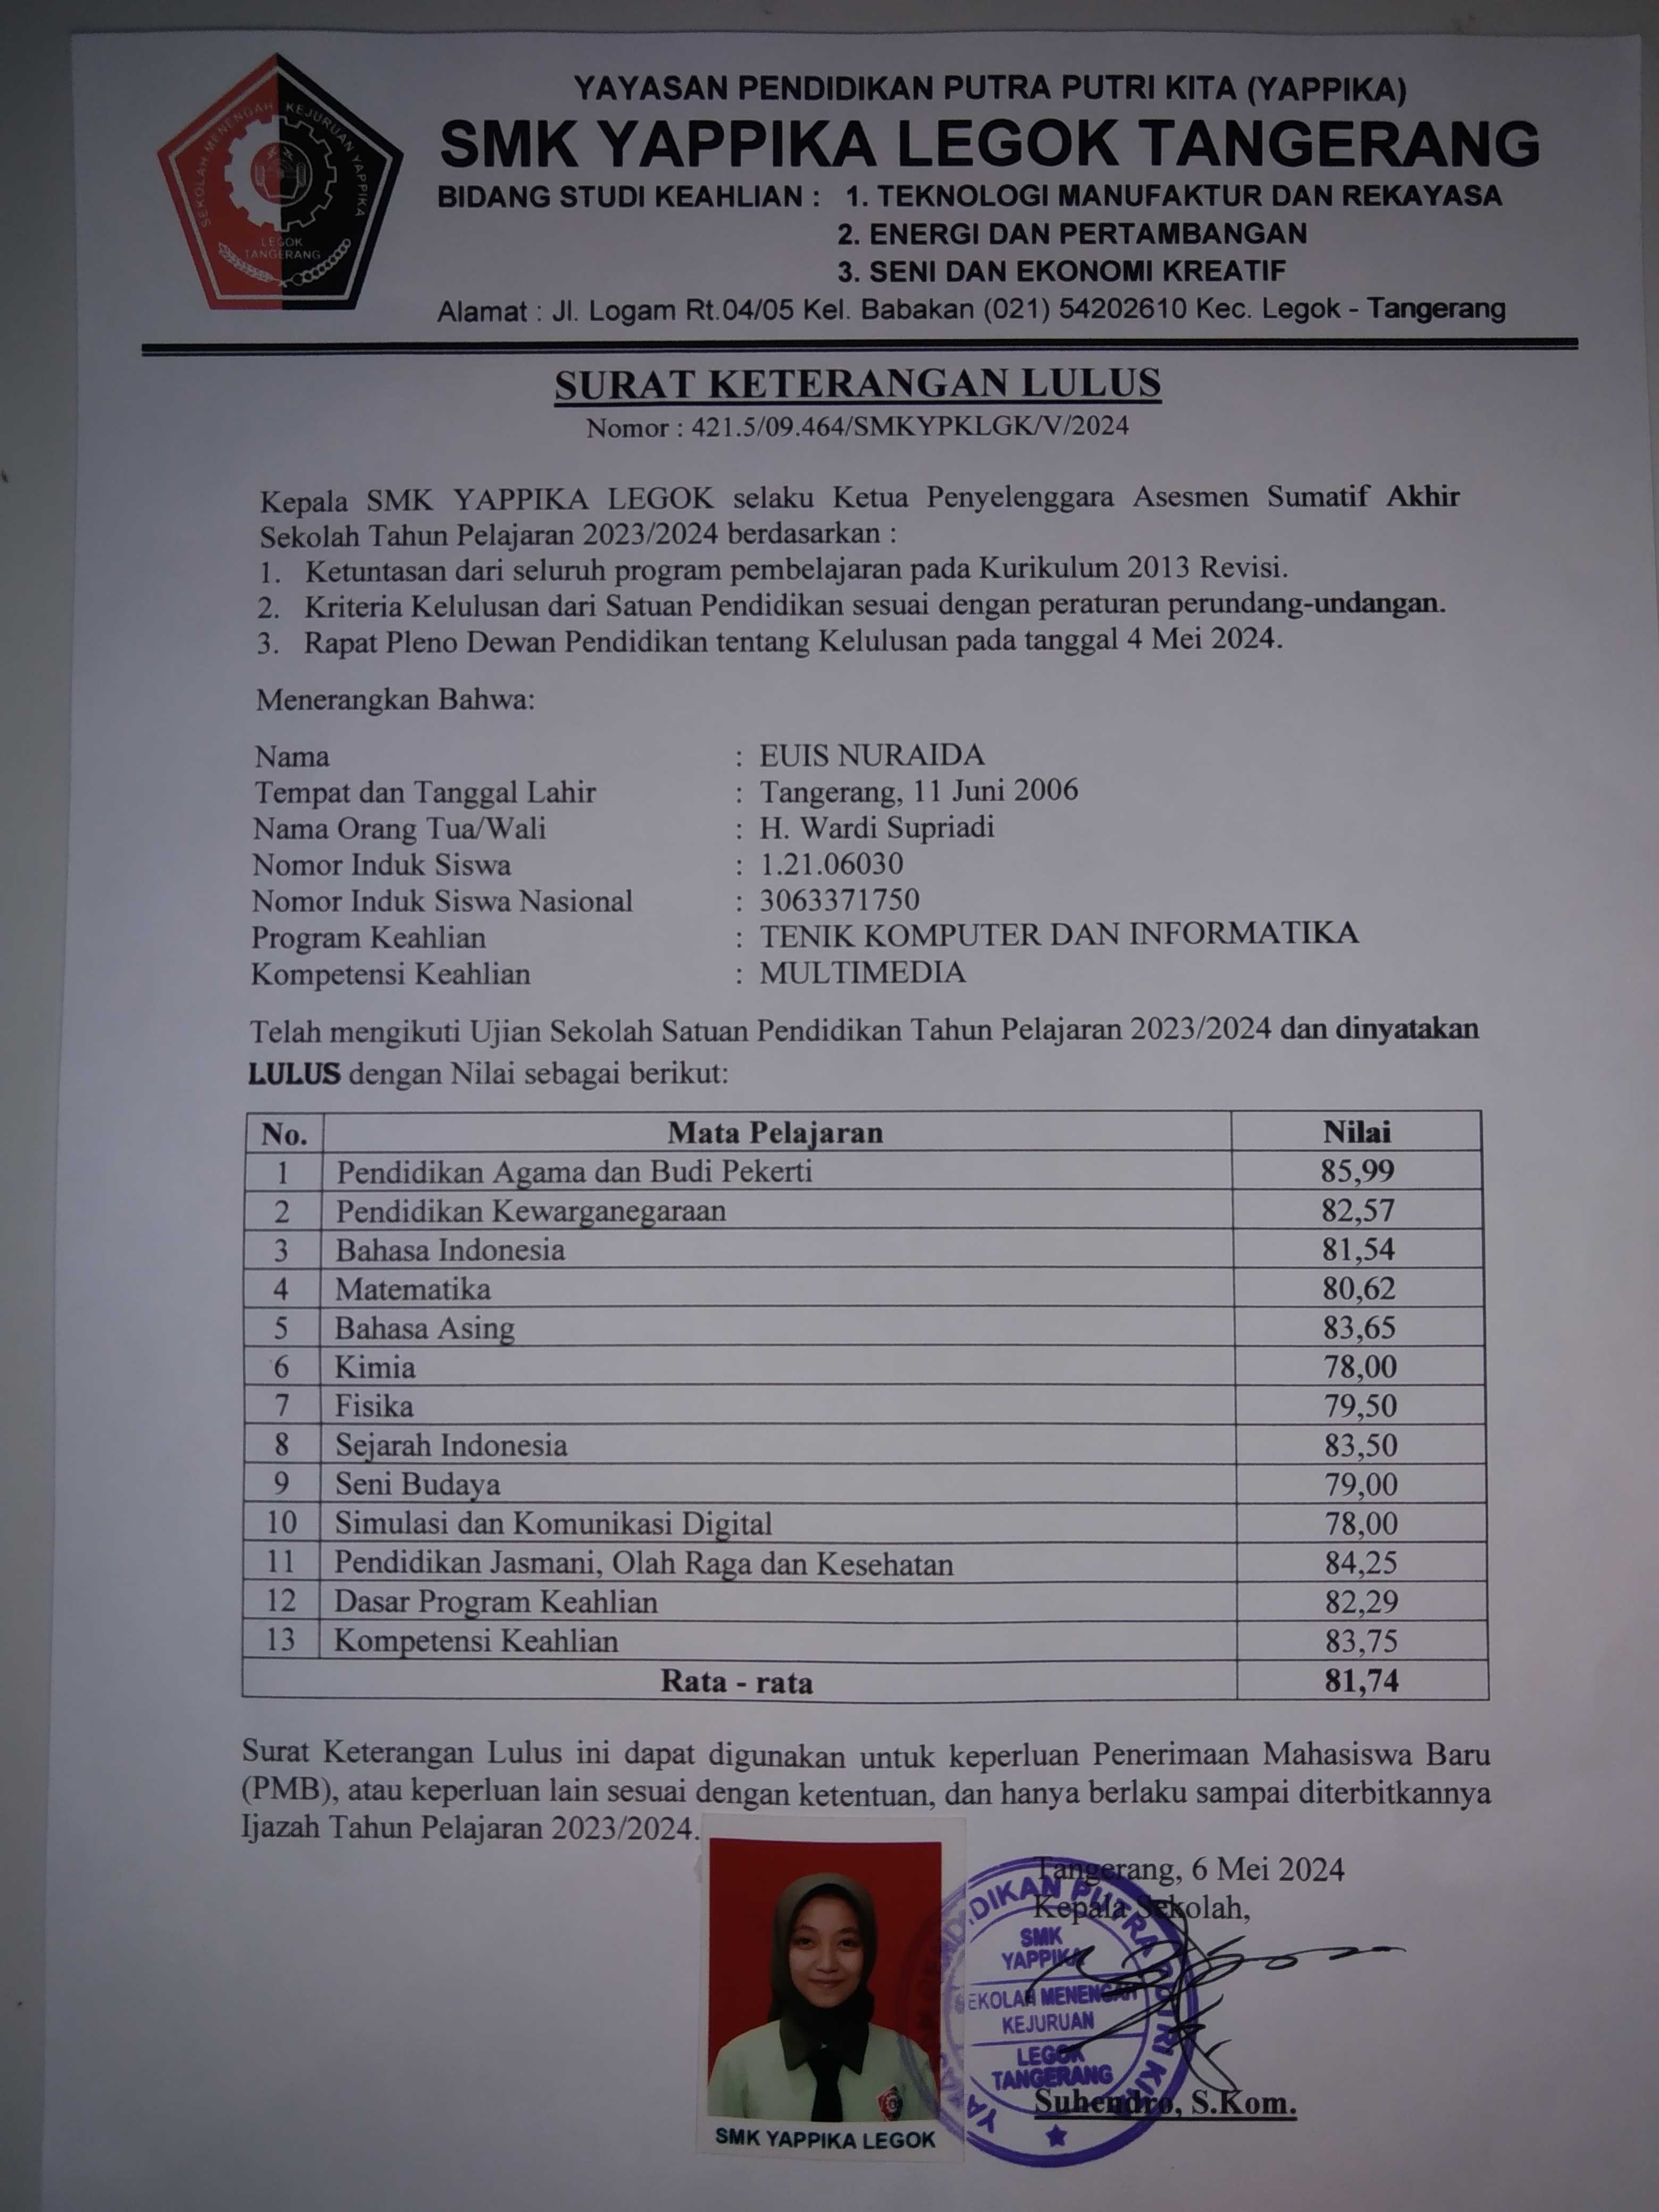 SEKOLAH MENENGAH KEJURUAN YAPPIKA
LEGOK
TANGERANG
YAYASAN PENDIDIKAN PUTRA PUTRI KITA (YAPPIKA)
SMK YAPPIKA LEGOK TANGERANG
BIDANG STUDI KEAHLIAN : 1. TEKNOLOGI MANUFAKTUR DAN REKAYASA
2. ENERGI DAN PERTAMBANGAN
3. SENI DAN EKONOMI KREATIF
Alamat : Jl. Logam Rt.04/05 Kel. Babakan (021) 54202610 Kec. Legok - Tangerang
SURAT KETERANGAN LULUS
Nomor : 421.5/09.464/SMKYPKLGK/V/2024
Kepala SMK YAPPIKA LEGOK selaku Ketua Penyelenggara Asesmen Sumatif Akhir
Sekolah Tahun Pelajaran 2023/2024 berdasarkan :
1. Ketuntasan dari seluruh program pembelajaran pada Kurikulum 2013 Revisi.
2. Kriteria Kelulusan dari Satuan Pendidikan sesuai dengan peraturan perundang-undangan.
3. Rapat Pleno Dewan Pendidikan tentang Kelulusan pada tanggal 4 Mei 2024.
Menerangkan Bahwa:
Nama : EUIS NURAIDA
Tempat dan Tanggal Lahir : Tangerang, 11 Juni 2006
Nama Orang Tua/Wali : H. Wardi Supriadi
Nomor Induk Siswa : 1.21.06030
Nomor Induk Siswa Nasional : 3063371750
Program Keahlian : TENIK KOMPUTER DAN INFORMATIKA
Kompetensi Keahlian : MULTIMEDIA
Telah mengikuti Ujian Sekolah Satuan Pendidikan Tahun Pelajaran 2023/2024 dan dinyatakan
LULUS dengan Nilai sebagai berikut:
No. Mata Pelajaran Nilai
1 Pendidikan Agama dan Budi Pekerti 85,99
2 Pendidikan Kewarganegaraan 82,57
3 Bahasa Indonesia 81,54
4 Matematika 80,62
5 Bahasa Asing 83,65
6 Kimia 78,00
7 Fisika 79,50
8 Sejarah Indonesia 83,50
9 Seni Budaya 79,00
10 Simulasi dan Komunikasi Digital 78,00
11 Pendidikan Jasmani, Olah Raga dan Kesehatan 84,25
12 Dasar Program Keahlian 82,29
13 Kompetensi Keahlian 83,75
Rata - rata 81,74
Surat Keterangan Lulus ini dapat digunakan untuk keperluan Penerimaan Mahasiswa Baru
(PMB), atau keperluan lain sesuai dengan ketentuan, dan hanya berlaku sampai diterbitkannya
Ijazah Tahun Pelajaran 2023/2024.
Tangerang, 6 Mei 2024
Kepala Sekolah,
SMK
YAPPIKA
SEKOLAH MENENGAH
KEJURUAN
LEGOK
TANGERANG
Suhendro, S.Kom.
SMK YAPPIKA LEGOK